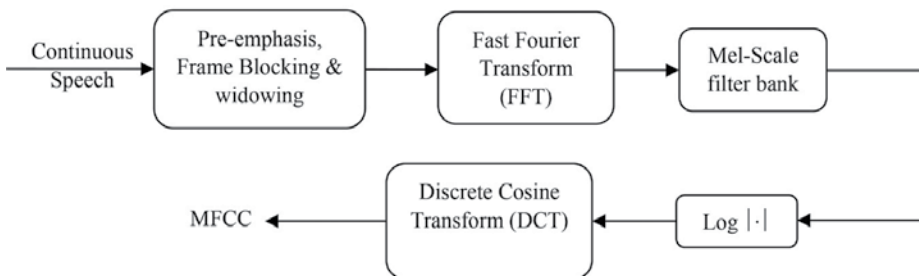 Continuous
Speech
Pre-emphasis,
Frame Blocking &
widowing
Fast Fourier
Transform
(FFT)
Mel-Scale
filter bank
MFCC
Discrete Cosine
Transform (DCT)
Log |·|